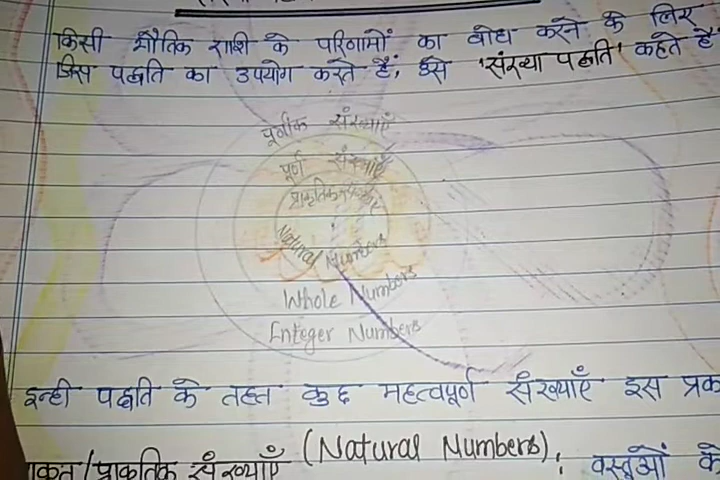 किसी भौतिक राशि के परिणामों का बोध करने के लिए
जिस पद्धति का उपयोग करते हैं, उसे 'संख्या पद्धति' कहते हैं
पूर्णांक संख्याएँ
पूर्ण संख्याएँ
प्राकृतिक संख्याएँ
Natural Numbers
Whole Numbers
Integer Numbers
इन्ही पद्धति के तहत कुछ महत्वपूर्ण संख्याएँ इस प्रक
प्राकृतिक संख्याएँ (Natural Numbers): वस्तुओं के